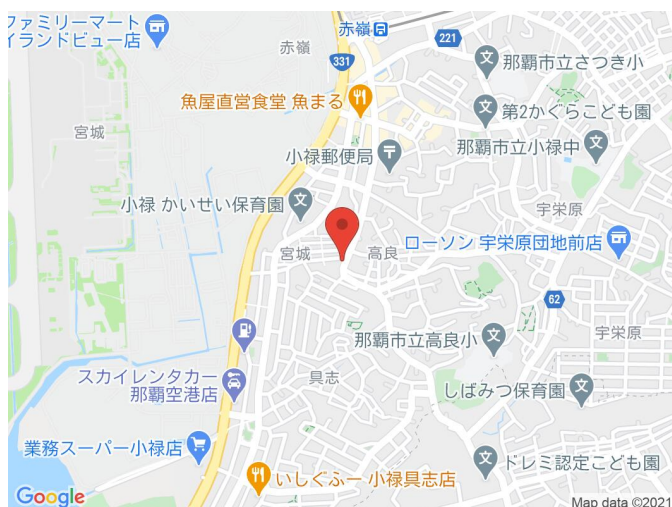 ファミリーマート
イランドビュー店
赤嶺
赤嶺
221
331
那覇市立さつき小
魚屋直営食堂 魚まる
第2かぐらこども園
宮城
小禄郵便局
那覇市立小禄中
小禄 かいせい保育園
宇栄原
宮城
高良
ローソン 宇栄原団地前店
62
那覇市立高良小
宇栄原
スカイレンタカー
那覇空港店
具志
しばみつ保育園
業務スーパー小禄店
いしぐふー 小禄具志店
ドレミ認定こども園
Google
Map data ©2021